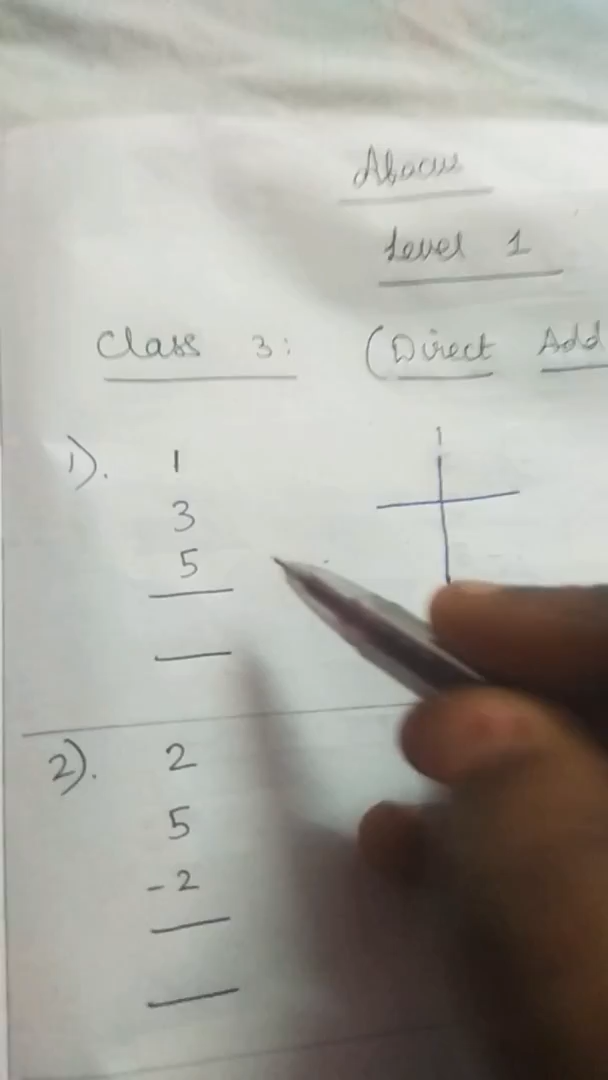 Abacus
Level 1
Class 3: (Direct Add
1). 1
3
5
2). 2
5
-2